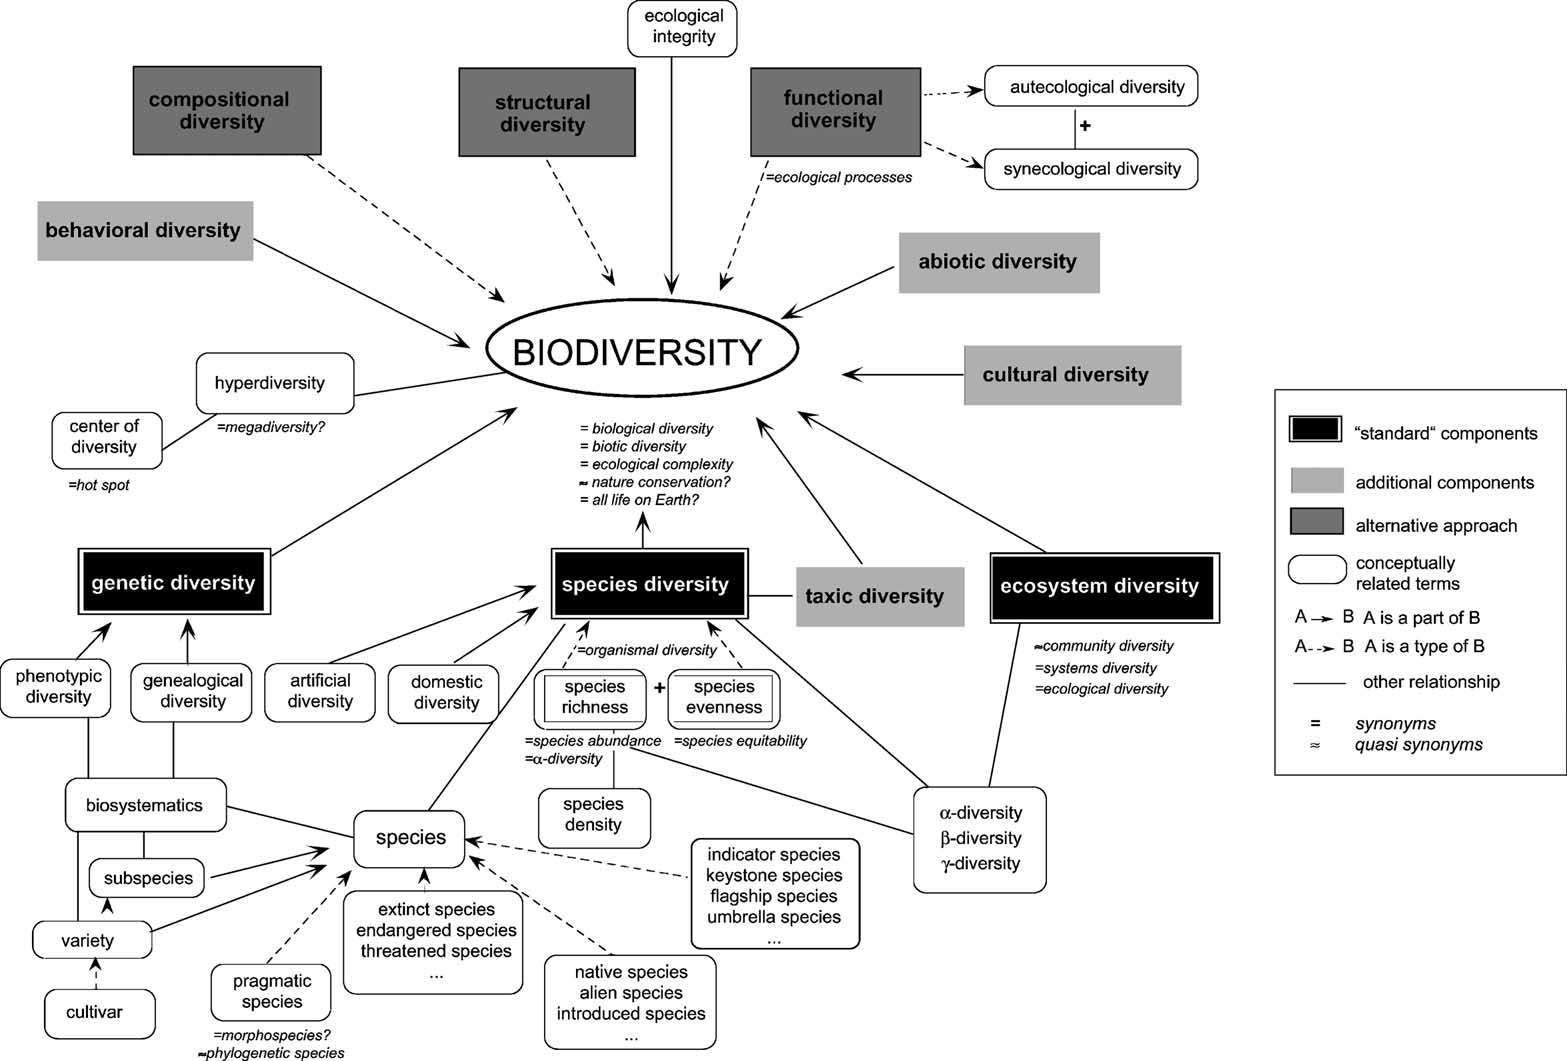 ecological
integrity
compositional
diversity
structural
diversity
functional
diversity
autecological diversity
+
synecological diversity
=ecological processes
behavioral diversity
abiotic diversity
BIODIVERSITY
cultural diversity
hyperdiversity
=megadiversity?
center of
diversity
=hot spot
= biological diversity
= biotic diversity
= ecological complexity
≈ nature conservation?
= all life on Earth?
genetic diversity
species diversity
taxic diversity
ecosystem diversity
≈community diversity
=systems diversity
=ecological diversity
=organismal diversity
phenotypic
diversity
genealogical
diversity
artificial
diversity
domestic
diversity
species
richness
+
species
evenness
=species abundance
=α-diversity
=species equitability
biosystematics
species
species
density
α-diversity
β-diversity
γ-diversity
subspecies
variety
cultivar
pragmatic
species
=morphospecies?
≈phylogenetic species
extinct species
endangered species
threatened species
...
native species
alien species
introduced species
...
indicator species
keystone species
flagship species
umbrella species
...
“standard“ components
additional components
alternative approach
conceptually
related terms
A B A is a part of B
A B A is a type of B
other relationship
= synonyms
≈ quasi synonyms